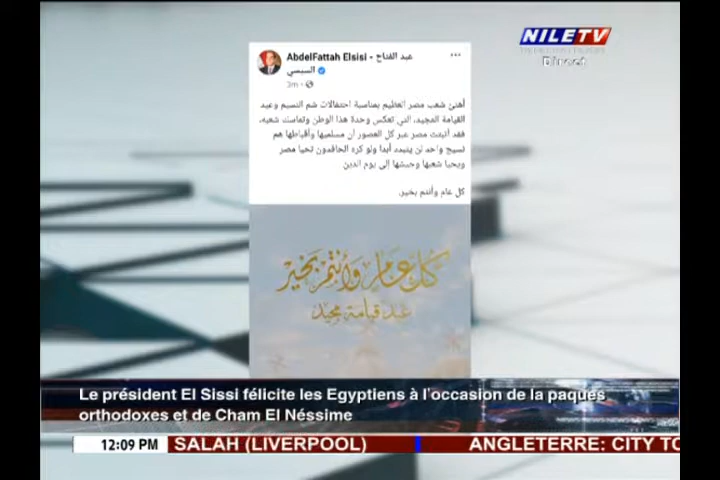 NILE TV
Direct
AbdelFattah Elsisi - عبد الفتاح
السيسي
3m
أهنئ شعب مصر العظيم بمناسبة احتفالات شم النسيم وعيد
القيامة المجيد، التي تعكس وحدة هذا الوطن وتماسك شعبه،
فقد أثبتت مصر عبر كل العصور أن مسلميها وأقباطها هم
نسيج واحد لن يتبدد أبدا ولو كره الحاقدون تحيا مصر
ويحيا شعبها وجيشها إلى يوم الدين
كل عام وأنتم بخير.
كل عام وأنتم بخير
عيد قيامة مجيد
Le président El Sissi félicite les Egyptiens à l'occasion de la paques
orthodoxes et de Cham El Néssime
12:09 PM SALAH (LIVERPOOL) ANGLETERRE: CITY TO